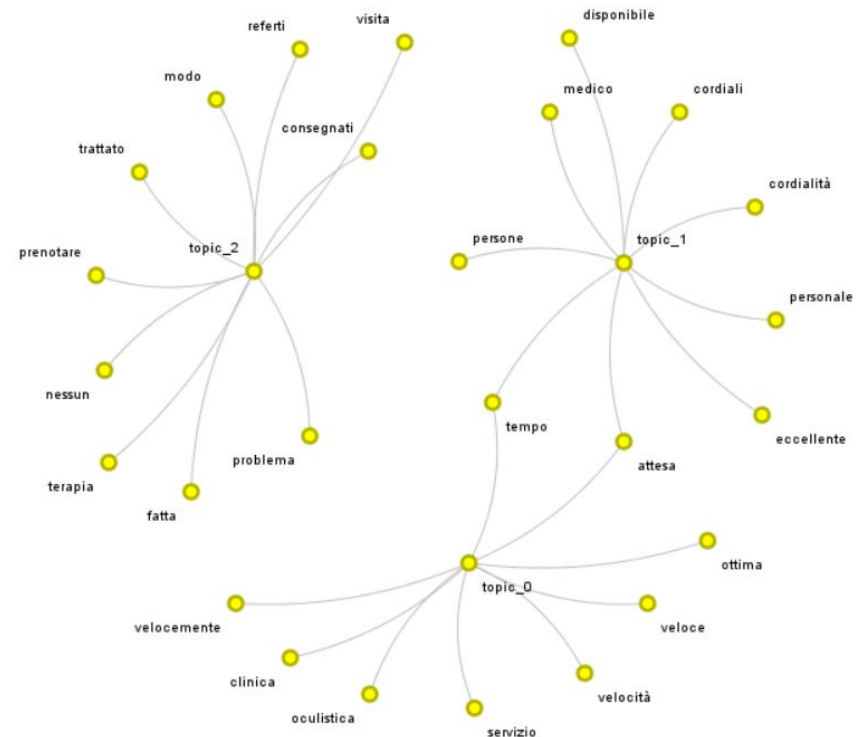 referti
visita
modo
consegnati
trattato
topic_2
prenotare
nessun
problema
terapia
fatta
disponibile
medico
cordiali
cordialità
persone
topic_1
personale
eccellente
tempo
attesa
ottima
topic_0
veloce
velocemente
clinica
velocità
oculistica
servizio